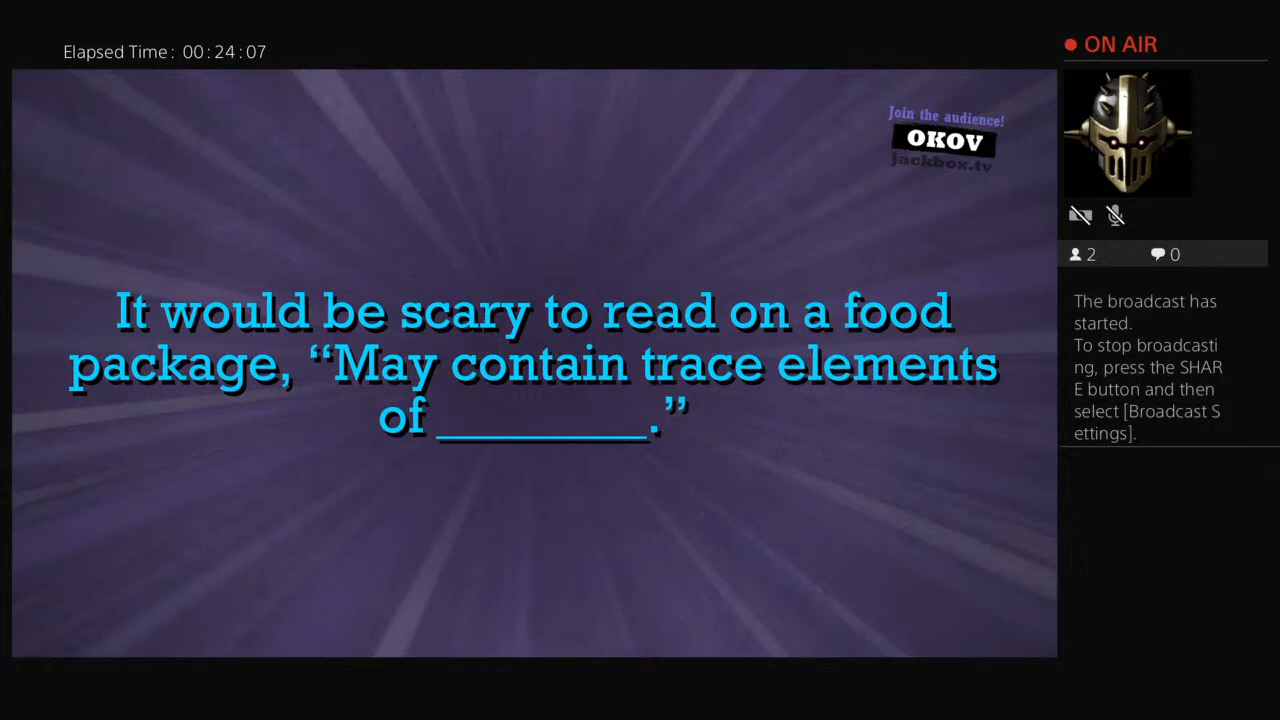 Elapsed Time: 00:24:07
ON AIR
Join the audience!
OKOV
jackbox.tv
2
0
It would be scary to read on a food
package, “May contain trace elements
of _________.”
The broadcast has
started.
To stop broadcasti
ng, press the SHAR
E button and then
select [Broadcast S
ettings].